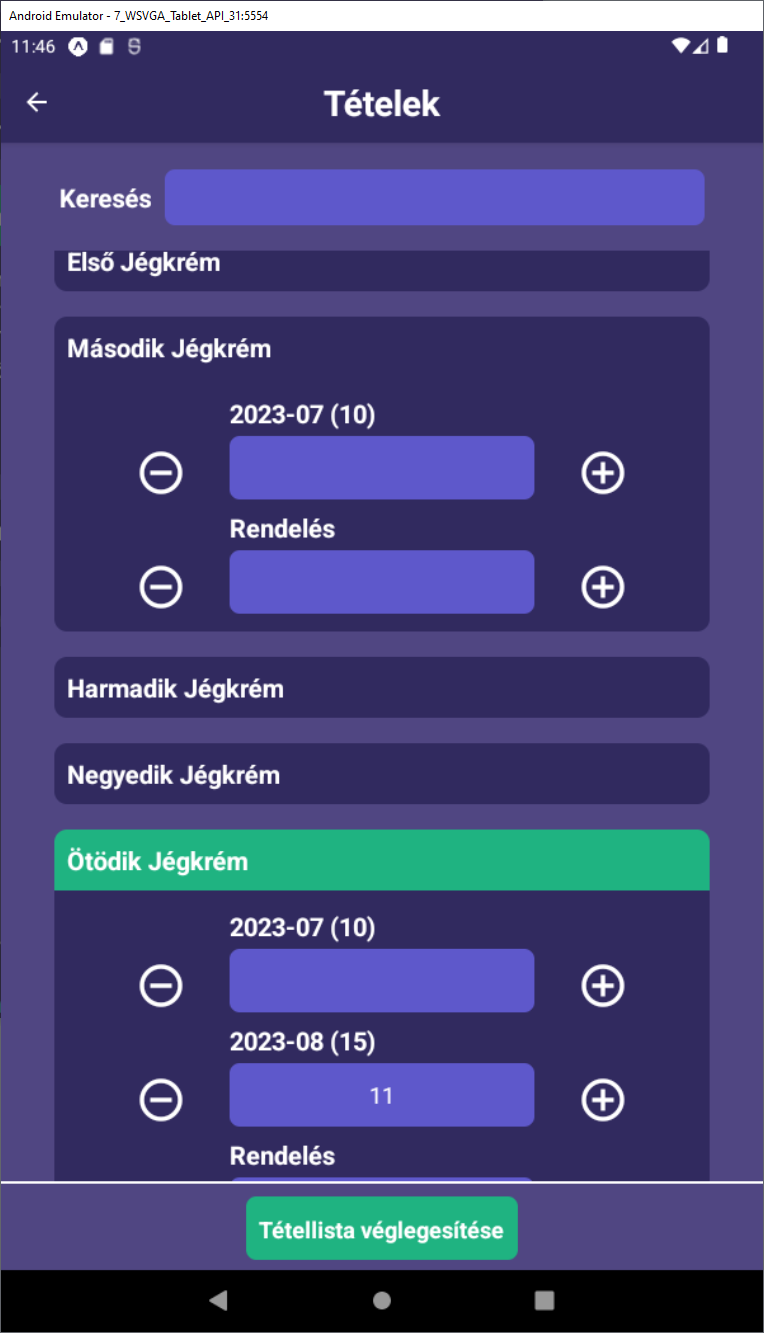 Android Emulator - 7_WSVGA_Tablet_API_31:5554
11:46
Tételek
Keresés
Első Jégkrém
Második Jégkrém
2023-07 (10)
Rendelés
Harmadik Jégkrém
Negyedik Jégkrém
Ötödik Jégkrém
2023-07 (10)
2023-08 (15)
11
Rendelés
Tétellista véglegesítése